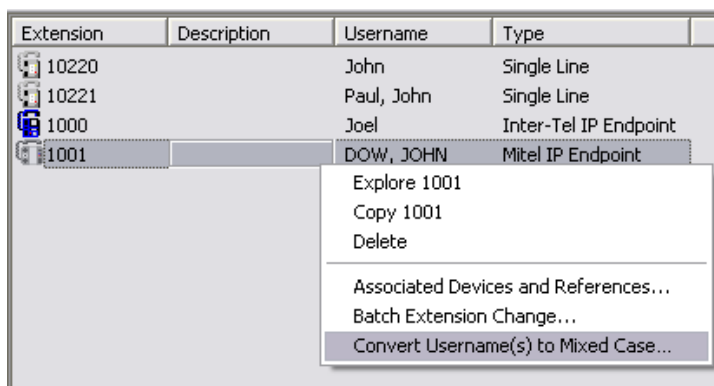 Extension Description Username Type
10220 John Single Line
10221 Paul, John Single Line
1000 Joel Inter-Tel IP Endpoint
1001 DOW, JOHN Mitel IP Endpoint
Explore 1001
Copy 1001
Delete
Associated Devices and References...
Batch Extension Change...
Convert Username(s) to Mixed Case...